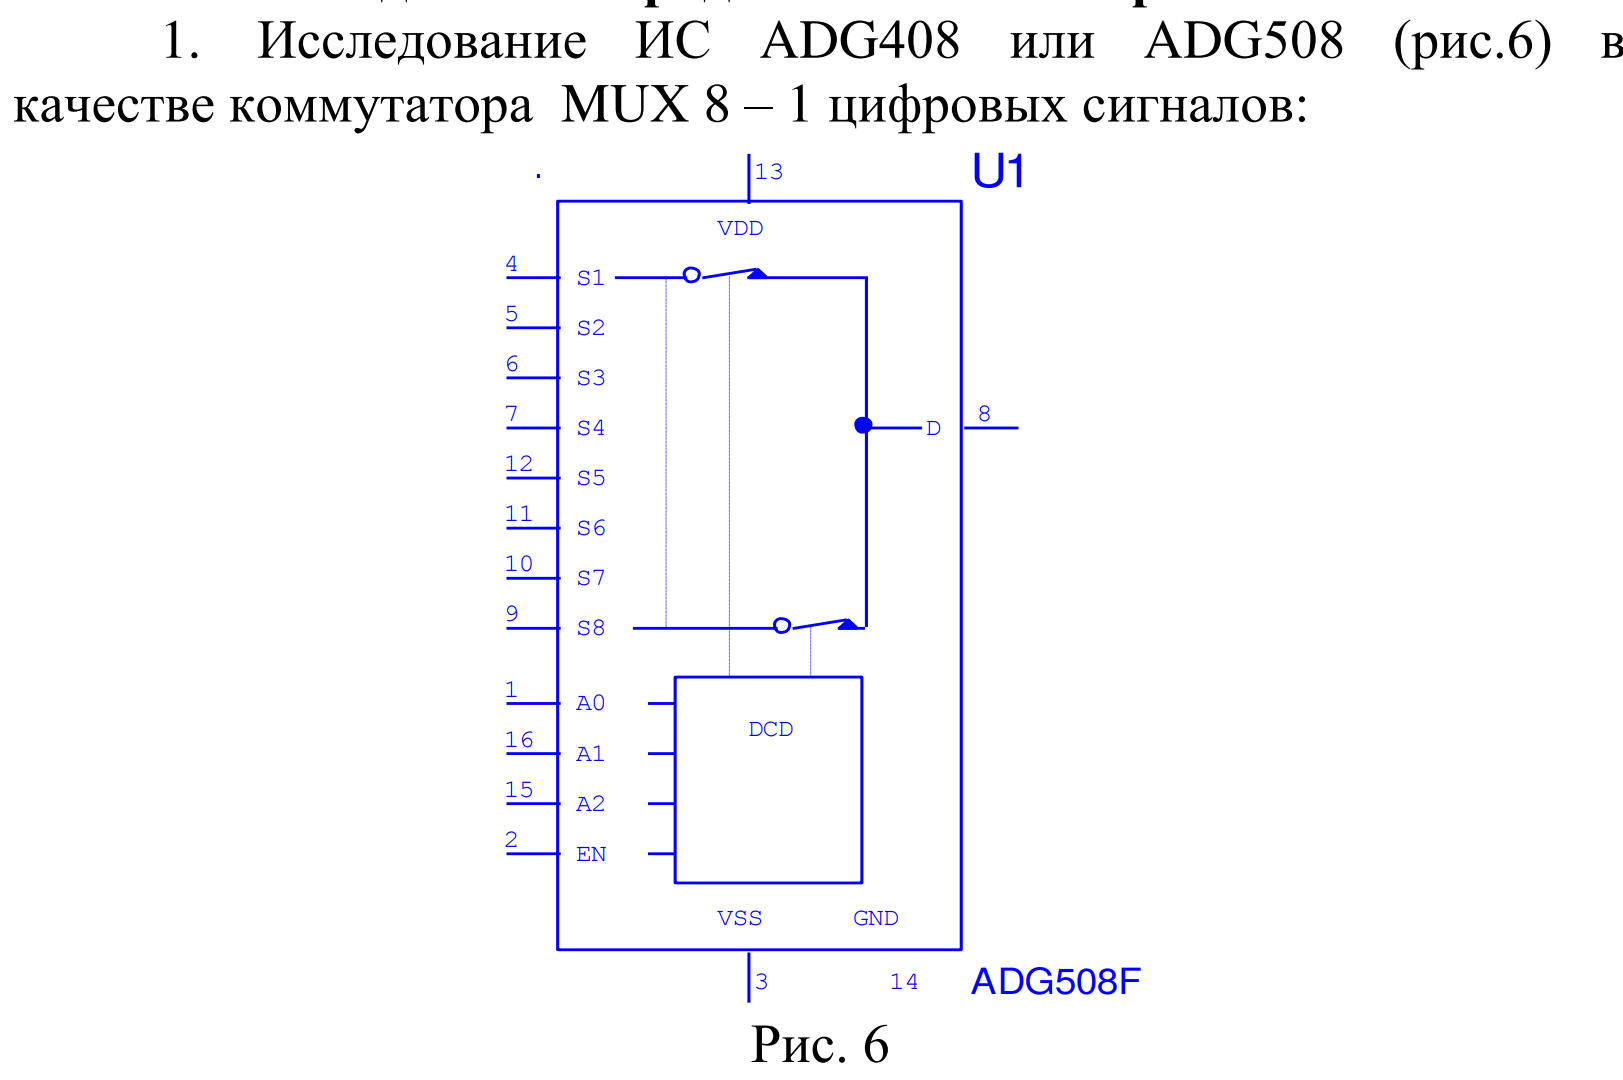 1. Исследование ИС ADG408 или ADG508 (рис.6) в
качестве коммутатора MUX 8 – 1 цифровых сигналов:
13
U1
VDD
4 S1
5 S2
6 S3
7 S4
D 8
12 S5
11 S6
10 S7
9 S8
1 A0
DCD
16 A1
15 A2
2 EN
VSS GND
3 14 ADG508F
Рис. 6